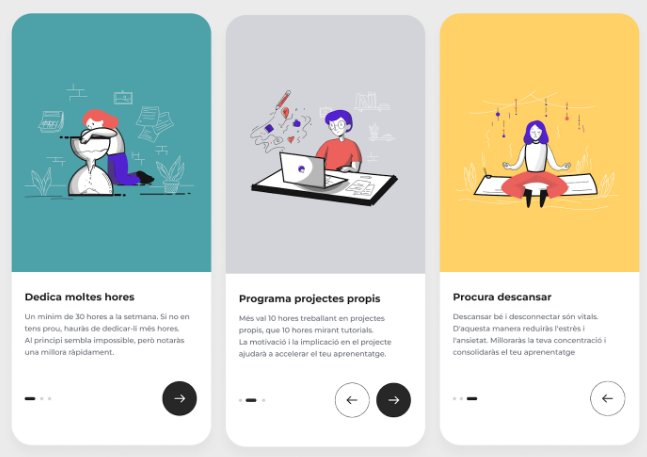 Dedica moltes hores
Un mínim de 30 hores a la setmana. Si no en
tens prou, hauràs de dedicar-li més hores.
Al principi sembla impossible, però notaràs
una millora ràpidament.
Programa projectes propis
Més val 10 hores treballant en projectes
propis, que 10 hores mirant tutorials.
La motivació i la implicació en el projecte
ajudarà a accelerar el teu aprenentatge.
Procura descansar
Descansar bé i desconnectar són vitals.
D'aquesta manera reduiràs l'estrès i
l'ansietat. Milloraràs la teva concentració i
consolidaràs el teu aprenentatge